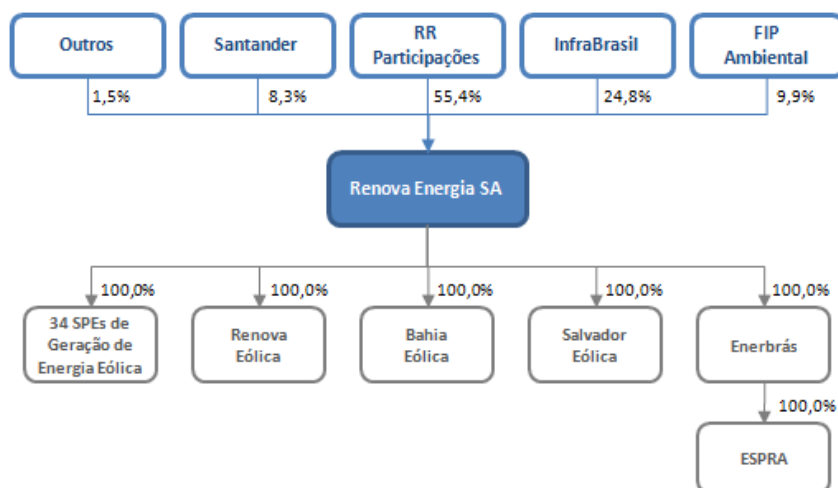 Outros
Santander
RR
Participações
InfraBrasil
FIP
Ambiental
1,5%
8,3%
55,4%
24,8%
9,9%
Renova Energia SA
100,0%
100,0%
100,0%
100,0%
100,0%
34 SPEs de
Geração de
Energia Eólica
Renova
Eólica
Bahia
Eólica
Salvador
Eólica
Enerbrás
100,0%
ESPRA